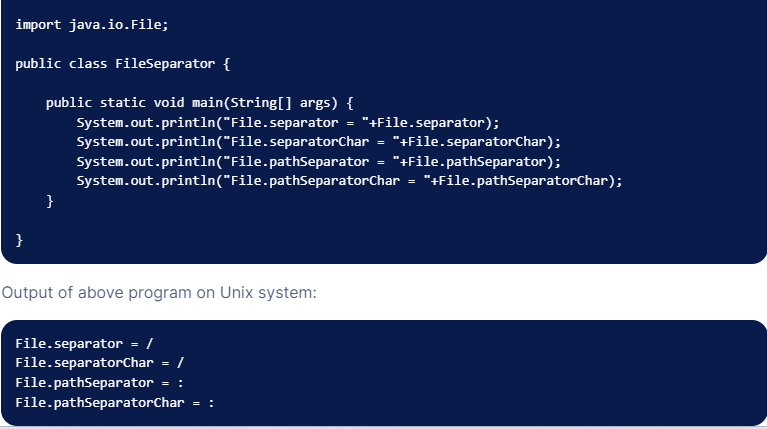 import java.io.File;
public class FileSeparator {
    public static void main(String[] args) {
        System.out.println("File.separator = "+File.separator);
        System.out.println("File.separatorChar = "+File.separatorChar);
        System.out.println("File.pathSeparator = "+File.pathSeparator);
        System.out.println("File.pathSeparatorChar = "+File.pathSeparatorChar);
    }
}
Output of above program on Unix system:
File.separator = /
File.separatorChar = /
File.pathSeparator = :
File.pathSeparatorChar = :